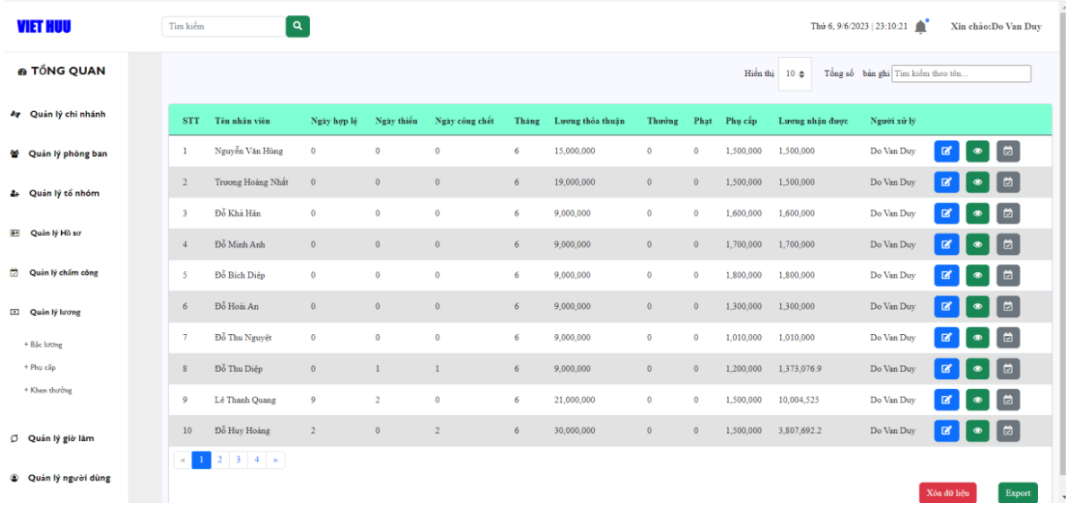 VIET HUU
Tìm kiếm
Thứ 6, 9/6/2023 | 23:10:21
Xin chào:Do Van Duy
TỔNG QUAN
Quản lý chi nhánh
Quản lý phòng ban
Quản lý tổ nhóm
Quản lý Hồ sơ
Quản lý chấm công
Quản lý lương
+ Bậc lương
+ Phụ cấp
+ Khen thưởng
Quản lý giờ làm
Quản lý người dùng
Hiển thị 10 Tổng số bản ghi Tìm kiếm theo tên...
STT Tên nhân viên Ngày hợp lệ Ngày thiếu Ngày công chết Tháng Lương thỏa thuận Thưởng Phạt Phụ cấp Lương nhận được Người xử lý
1 Nguyễn Văn Hùng 0 0 0 6 15,000,000 0 0 1,500,000 1,500,000 Do Van Duy
2 Trương Hoàng Nhất 0 0 0 6 19,000,000 0 0 1,500,000 1,500,000 Do Van Duy
3 Đỗ Khả Hân 0 0 0 6 9,000,000 0 0 1,600,000 1,600,000 Do Van Duy
4 Đỗ Minh Anh 0 0 0 6 9,000,000 0 0 1,700,000 1,700,000 Do Van Duy
5 Đỗ Bích Diệp 0 0 0 6 9,000,000 0 0 1,800,000 1,800,000 Do Van Duy
6 Đỗ Hoài An 0 0 0 6 9,000,000 0 0 1,300,000 1,300,000 Do Van Duy
7 Đỗ Thu Nguyệt 0 0 0 6 9,000,000 0 0 1,010,000 1,010,000 Do Van Duy
8 Đỗ Thu Diệp 0 1 1 6 9,000,000 0 0 1,200,000 1,373,076.9 Do Van Duy
9 Lê Thanh Quang 9 2 0 6 21,000,000 0 0 1,500,000 10,004,525 Do Van Duy
10 Đỗ Huy Hoàng 2 0 2 6 30,000,000 0 0 1,500,000 3,807,692.2 Do Van Duy
« 1 2 3 4 »
Xóa dữ liệu Export